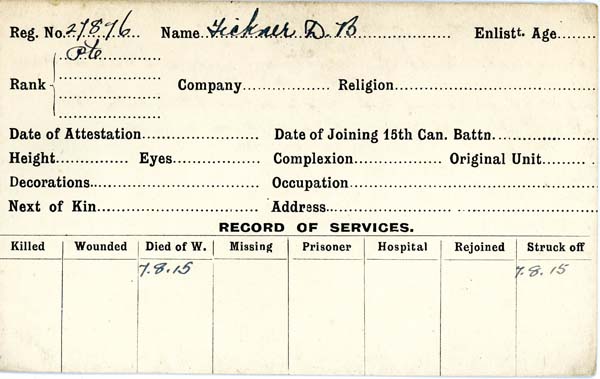 Reg. No. 27896 Name Tickner D. B Enlistt. Age
Pte
Rank Company Religion
Date of Attestation Date of Joining 15th Can. Battn.
Height Eyes Complexion Original Unit
Decorations Occupation
Next of Kin Address
RECORD OF SERVICES.
Killed Wounded Died of W. Missing Prisoner Hospital Rejoined Struck off
7.8.15 7.8.15